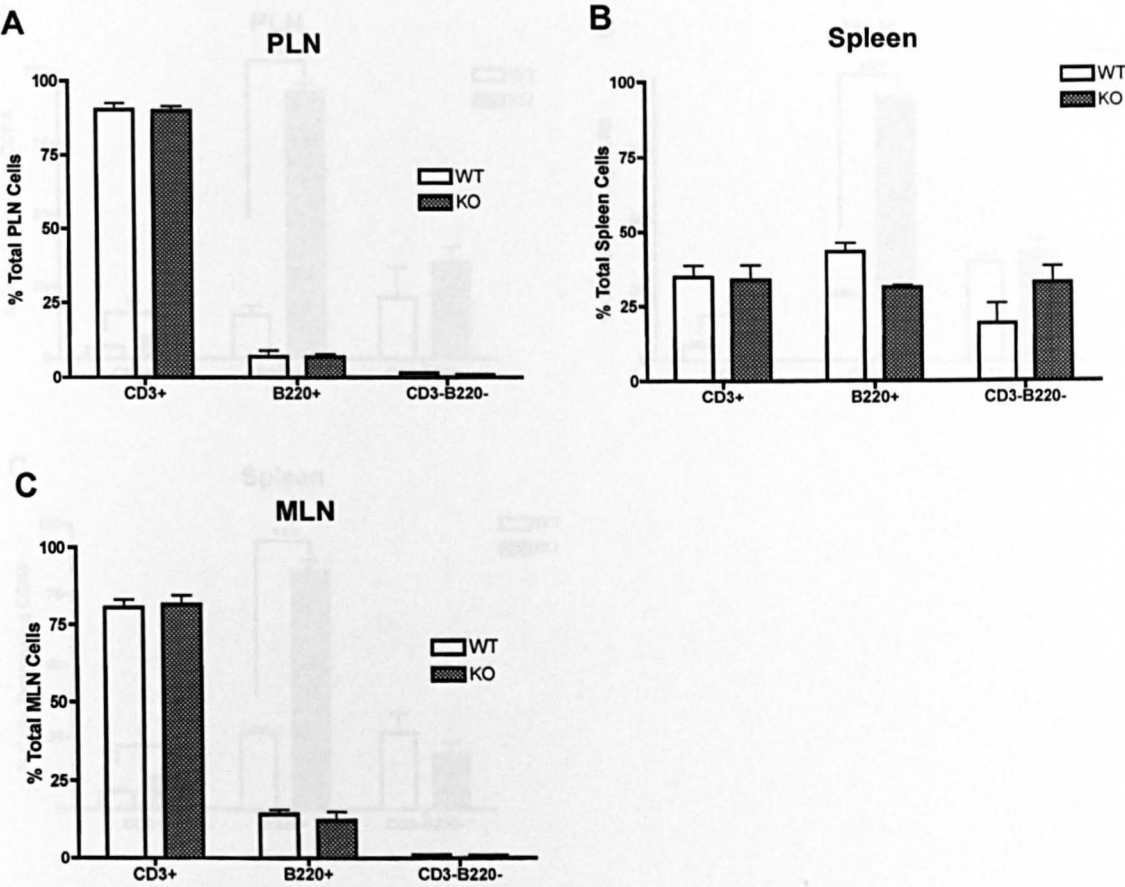 A
PLN
% Total PLN Cells
100
75
50
25
0
WT
KO
CD3+
B220+
CD3-B220-
B
Spleen
% Total Spleen Cells
100
75
50
25
0
WT
KO
CD3+
B220+
CD3-B220-
C
MLN
% Total MLN Cells
100
75
50
25
0
WT
KO
CD3+
B220+
CD3-B220-
PLN
Spleen